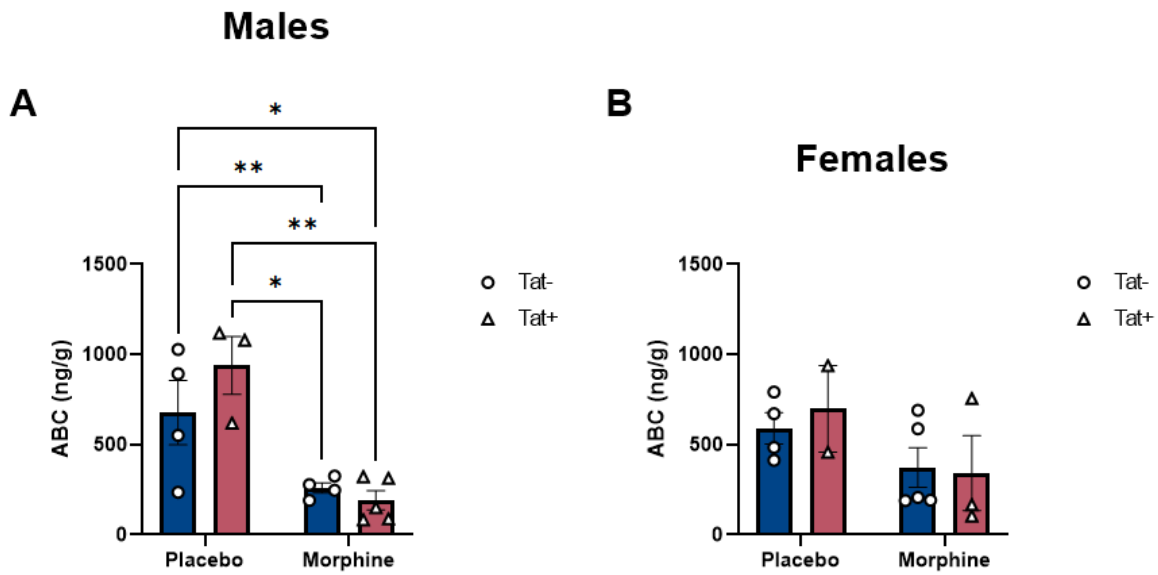 Males
A
*
**
**
*
1500
1000
500
0
ABC (ng/g)
Placebo
Morphine
Tat-
Tat+
B
Females
1500
1000
500
0
ABC (ng/g)
Placebo
Morphine
Tat-
Tat+